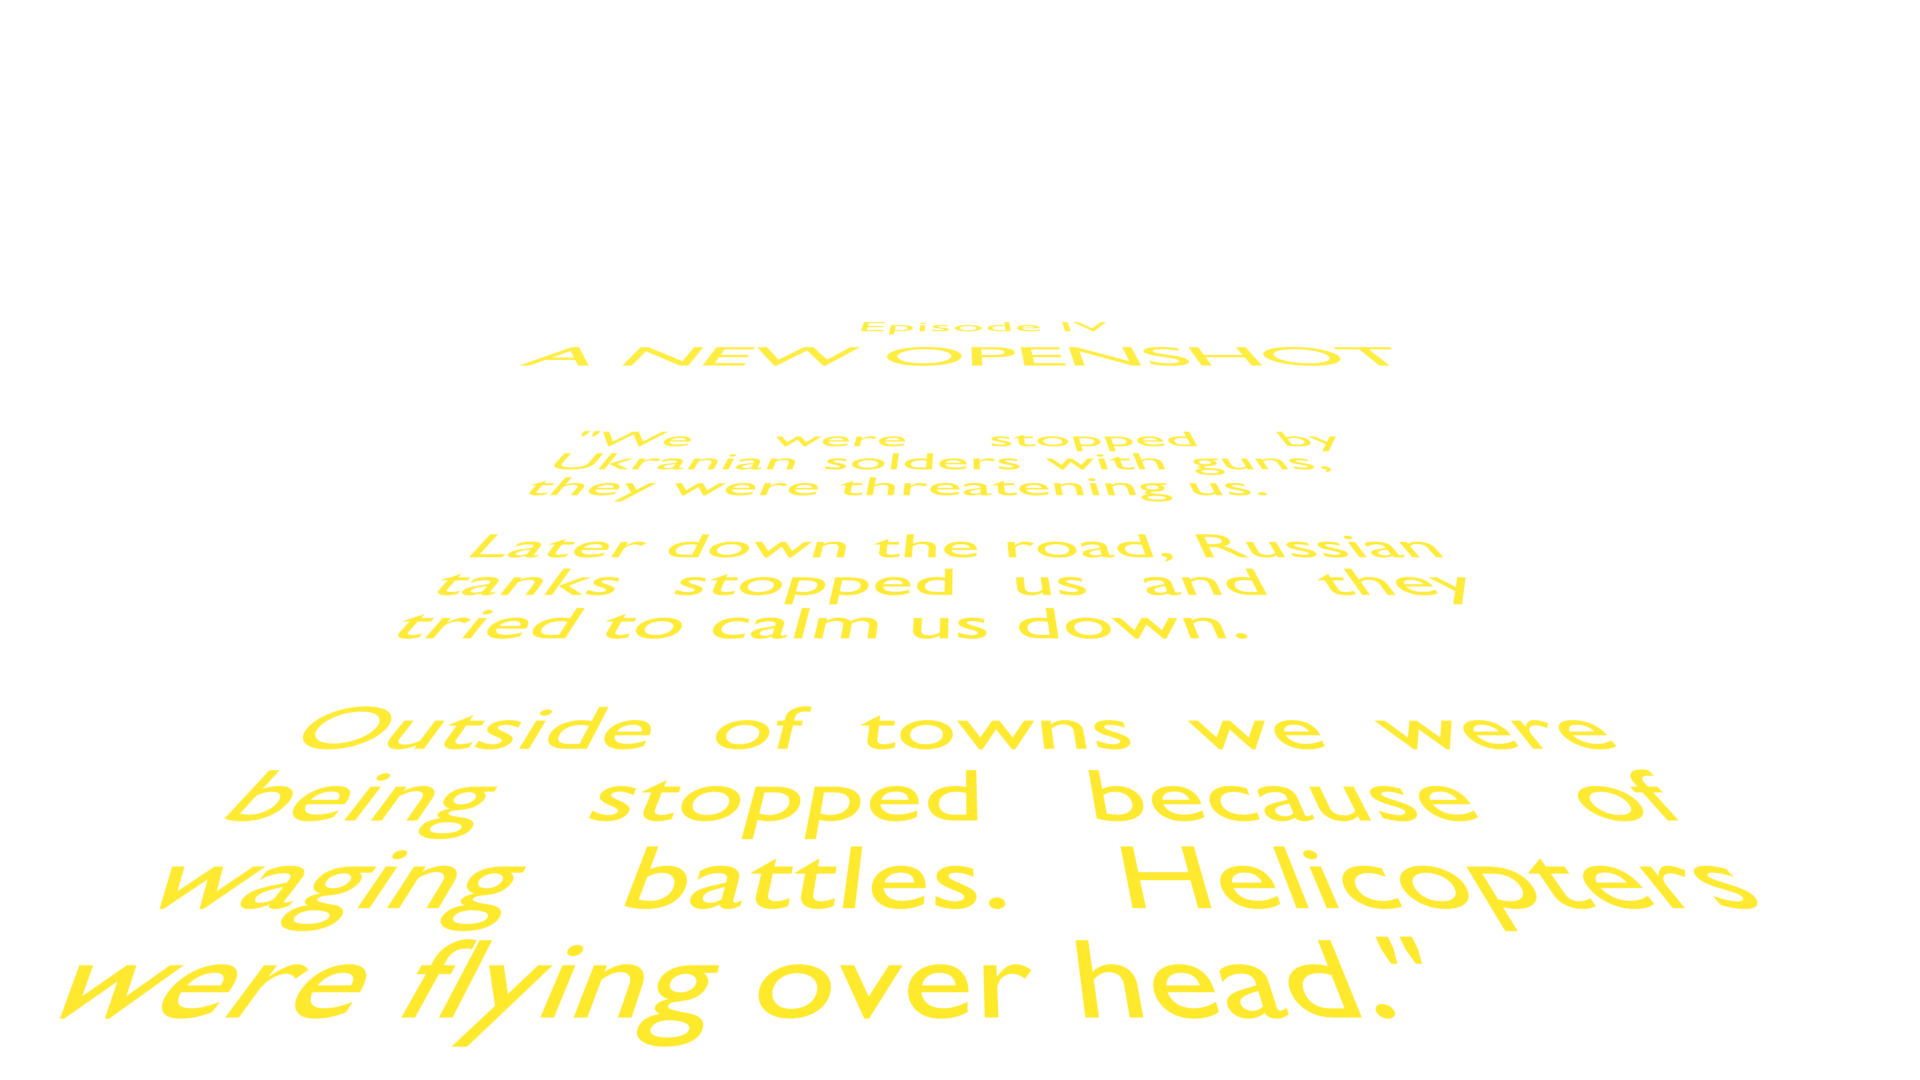 Episode IV
A NEW OPENSHOT
"We were stopped by
Ukranian solders with guns,
they were threatening us.
Later down the road, Russian
tanks stopped us and they
tried to calm us down.
Outside of towns we were
being stopped because of
waging battles. Helicopters
were flying over head."